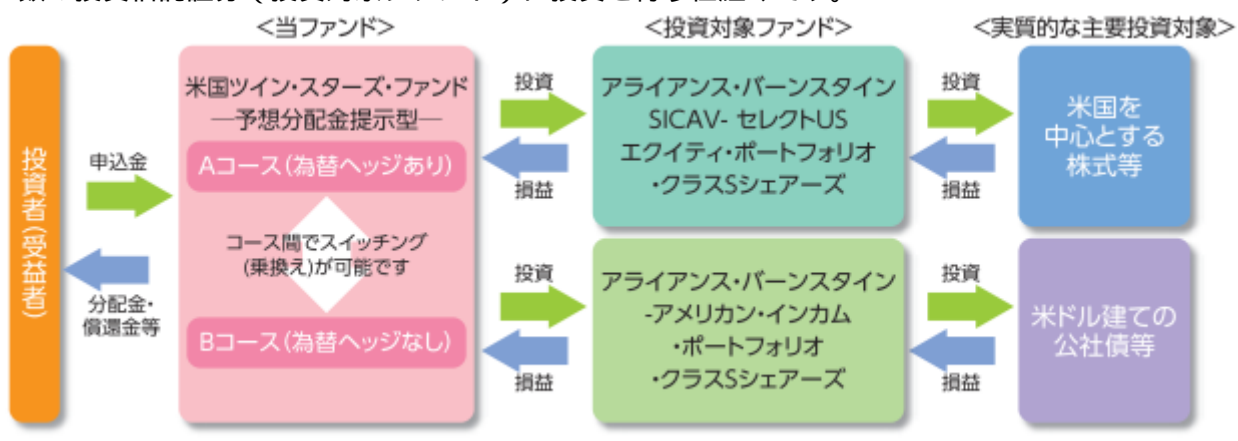 <当ファンド>
<投資対象ファンド>
<実質的な主要投資対象>
投資者(受益者)
申込金
分配金・
償還金等
米国ツイン・スターズ・ファンド
―予想分配金提示型―
Aコース(為替ヘッジあり)
コース間でスイッチング
(乗換え)が可能です
Bコース(為替ヘッジなし)
投資
損益
投資
損益
アライアンス・バーンスタイン
SICAV- セレクトUS
エクイティ・ポートフォリオ
・クラスSシェアーズ
アライアンス・バーンスタイン
-アメリカン・インカム
・ポートフォリオ
・クラスSシェアーズ
投資
損益
投資
損益
米国を
中心とする
株式等
米ドル建ての
公社債等